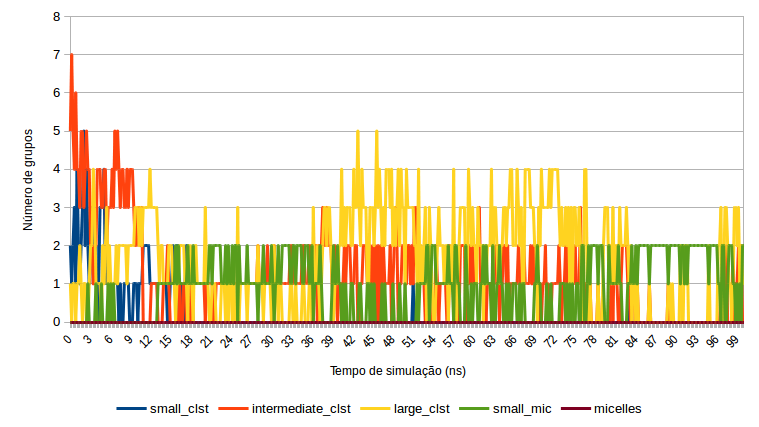 8
7
6
5
4
3
2
1
0
Número de grupos
0 3 6 9 12 15 18 21 24 27 30 33 36 39 42 45 48 51 54 57 60 63 66 69 72 75 78 81 84 87 90 93 96 99
Tempo de simulação (ns)
small_clst intermediate_clst large_clst small_mic micelles